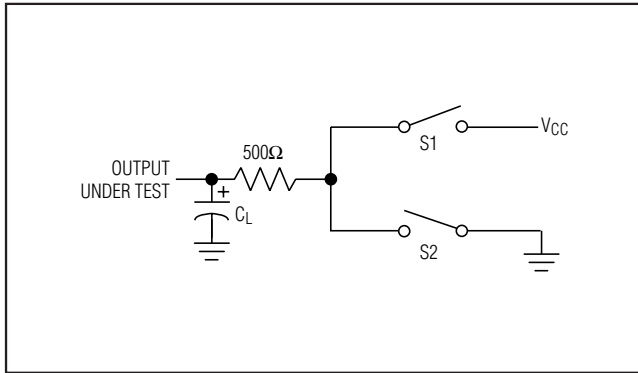 500Ω
OUTPUT
UNDER TEST
+
CL
S1
VCC
S2